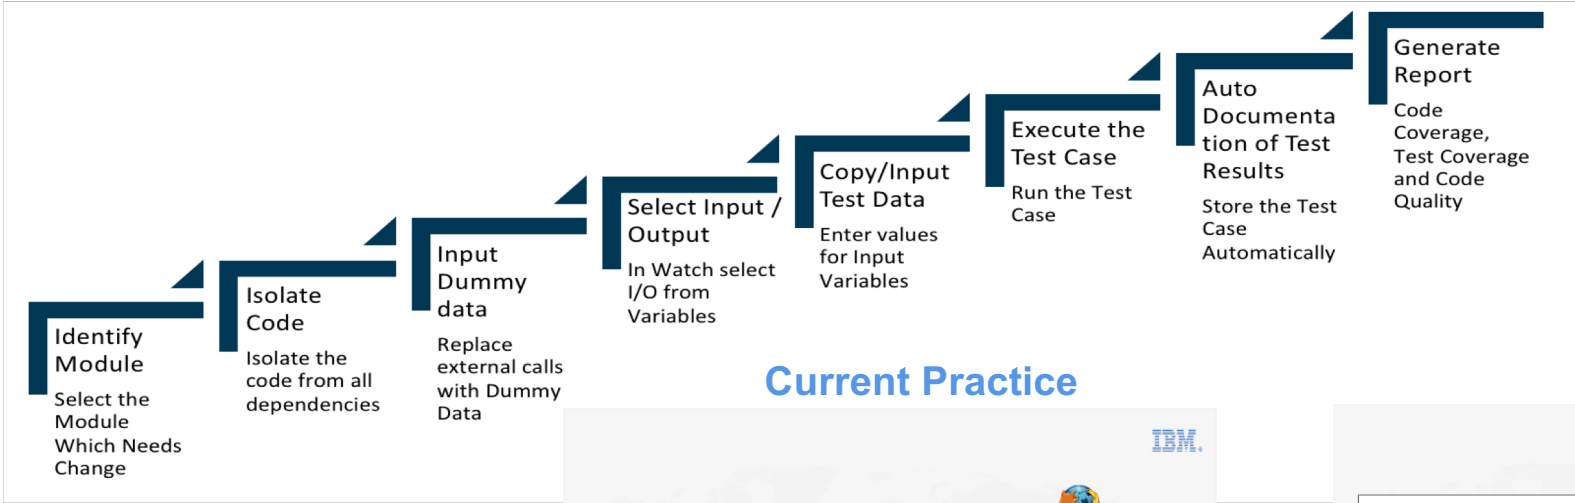 Identify
Module
Select the
Module
Which Needs
Change
Isolate
Code
Isolate the
code from all
dependencies
Input
Dummy
data
Replace
external calls
with Dummy
Data
Select Input /
Output
In Watch select
I/O from
Variables
Copy/Input
Test Data
Enter values
for Input
Variables
Execute the
Test Case
Run the Test
Case
Auto
Documenta
tion of Test
Results
Store the Test
Case
Automatically
Generate
Report
Code
Coverage,
Test Coverage
and Code
Quality
Current Practice
IBM.